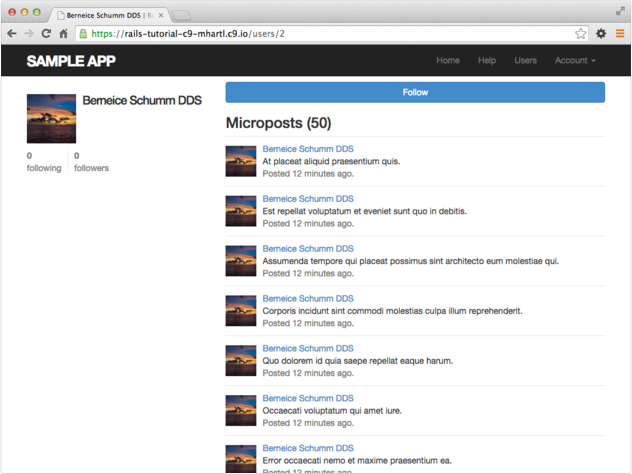 Berneice Schumm DDS | R
https://rails-tutorial-c9-mhartl.c9.io/users/2
SAMPLE APP
Home
Help
Users
Account
Berneice Schumm DDS
0
following
0
followers
Follow
Microposts (50)
Berneice Schumm DDS
At placeat aliquid praesentium quis.
Posted 12 minutes ago.
Berneice Schumm DDS
Est repellat voluptatum et eveniet sunt quo in debitis.
Posted 12 minutes ago.
Berneice Schumm DDS
Assumenda tempore qui placeat possimus sint architecto eum molestiae qui.
Posted 12 minutes ago.
Berneice Schumm DDS
Corporis incidunt sint commodi molestias culpa illum reprehenderit.
Posted 12 minutes ago.
Berneice Schumm DDS
Quo dolorem id quia saepe repellat eaque harum.
Posted 12 minutes ago.
Berneice Schumm DDS
Occaecati voluptatum qui amet iure.
Posted 12 minutes ago.
Berneice Schumm DDS
Error occaecati nemo et maxime praesentium ea.
Posted 12 minutes ago.